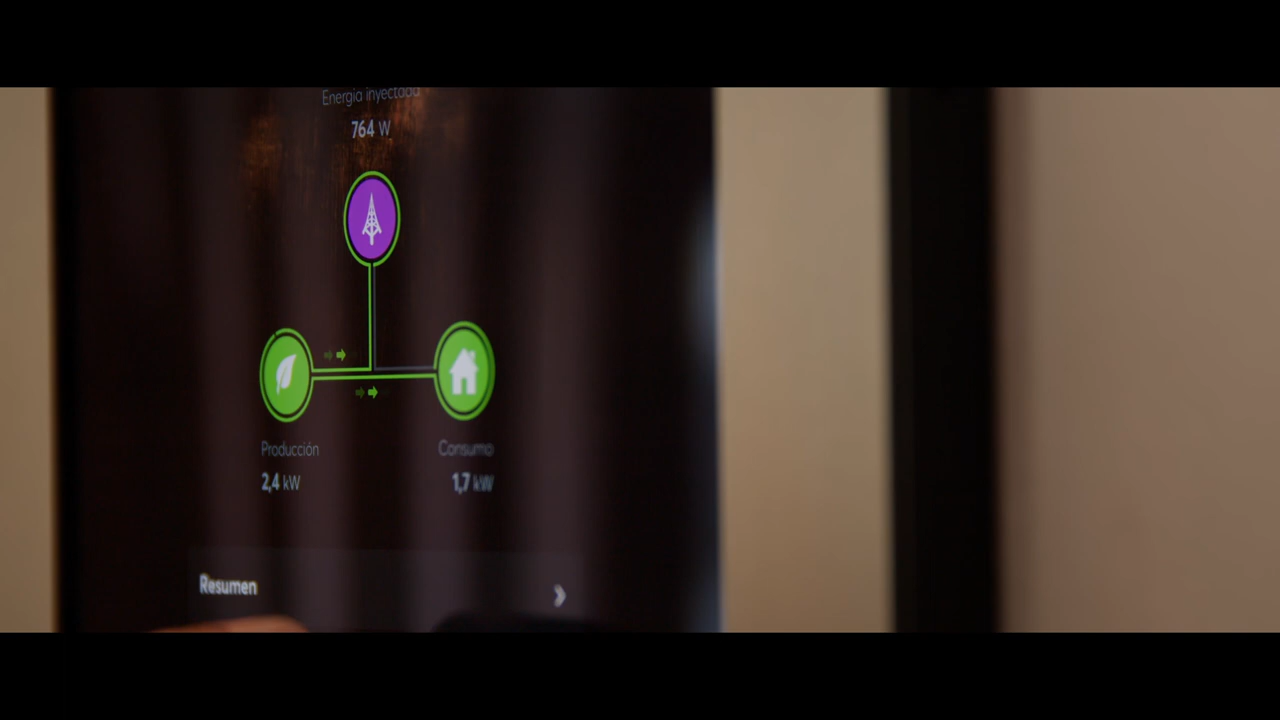 Energía inyectada
764 W
Producción
Consumo
2,4 kW
1,7 kW
Resumen